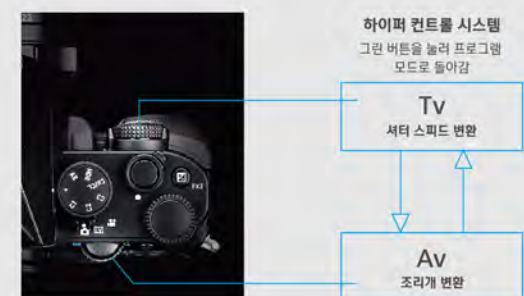 하이퍼 컨트롤 시스템
그린 버튼을 눌러 프로그램
모드로 돌아감
Tv
셔터 스피드 변환
Av
조리개 변환